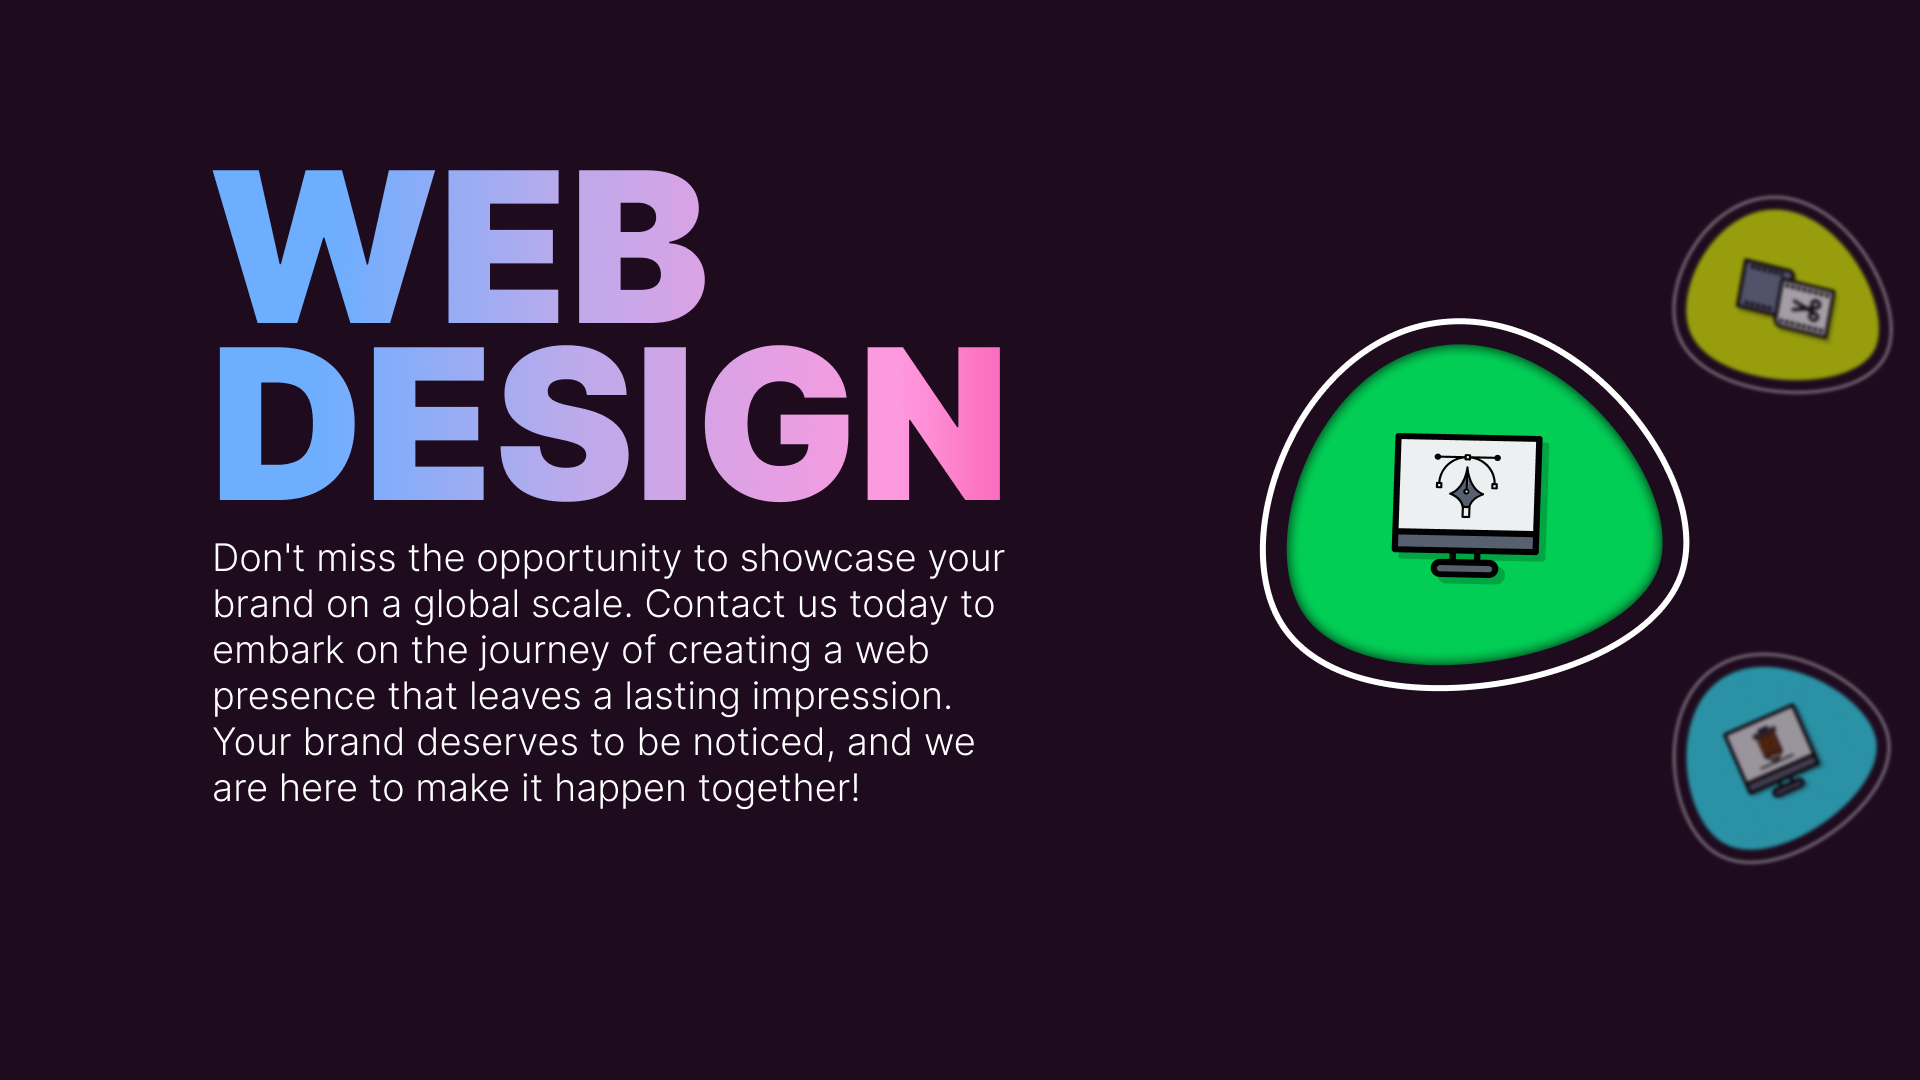 WEB
DESIGN
Don't miss the opportunity to showcase your
brand on a global scale. Contact us today to
embark on the journey of creating a web
presence that leaves a lasting impression.
Your brand deserves to be noticed, and we
are here to make it happen together!